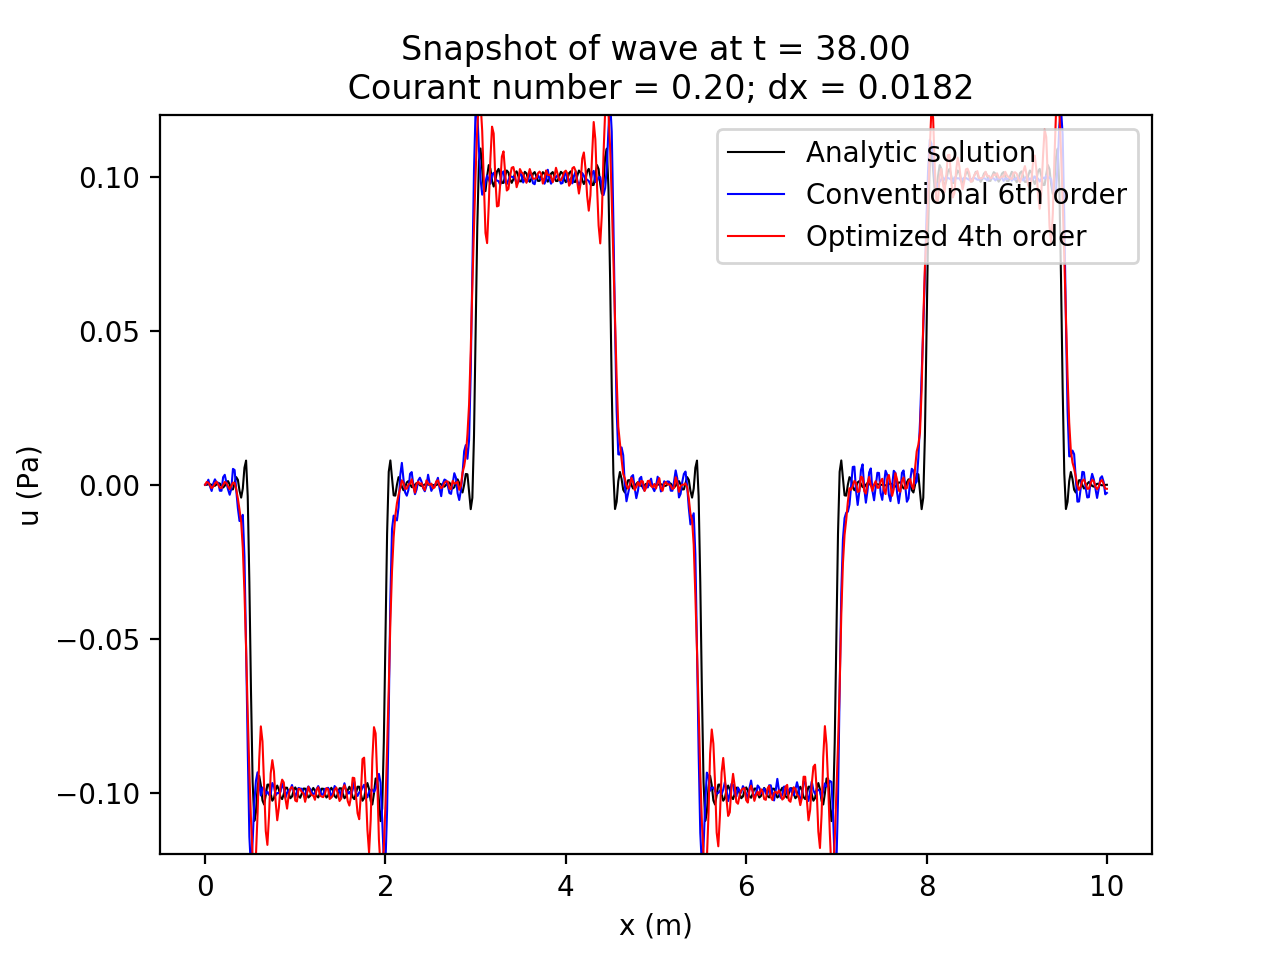 Snapshot of wave at t = 38.00
Courant number = 0.20; dx = 0.0182
Analytic solution
Conventional 6th order
Optimized 4th order
u (Pa)
0.10
0.05
0.00
−0.05
−0.10
0 2 4 6 8 10
x (m)